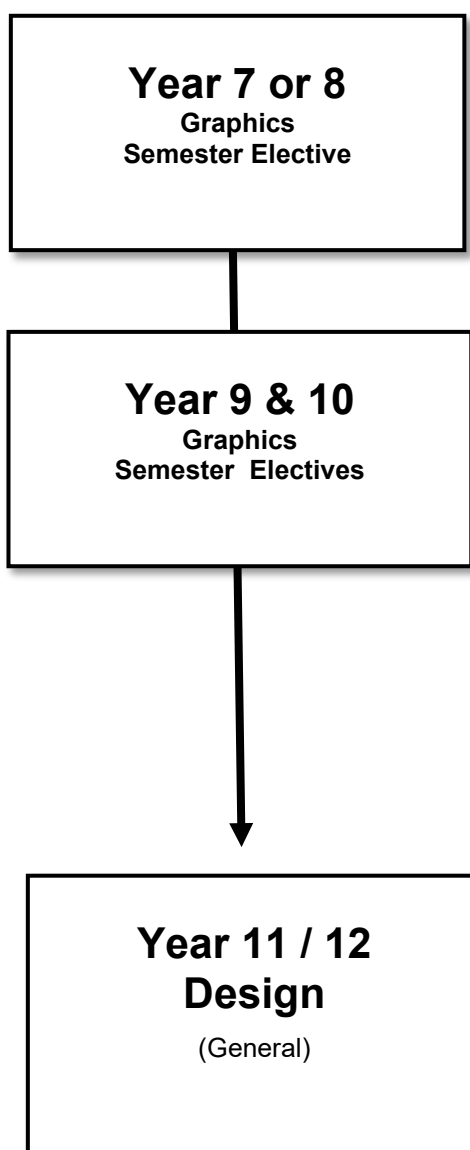 Year 7 or 8
Graphics
Semester Elective
Year 9 & 10
Graphics
Semester Electives
Year 11 / 12
Design
(General)